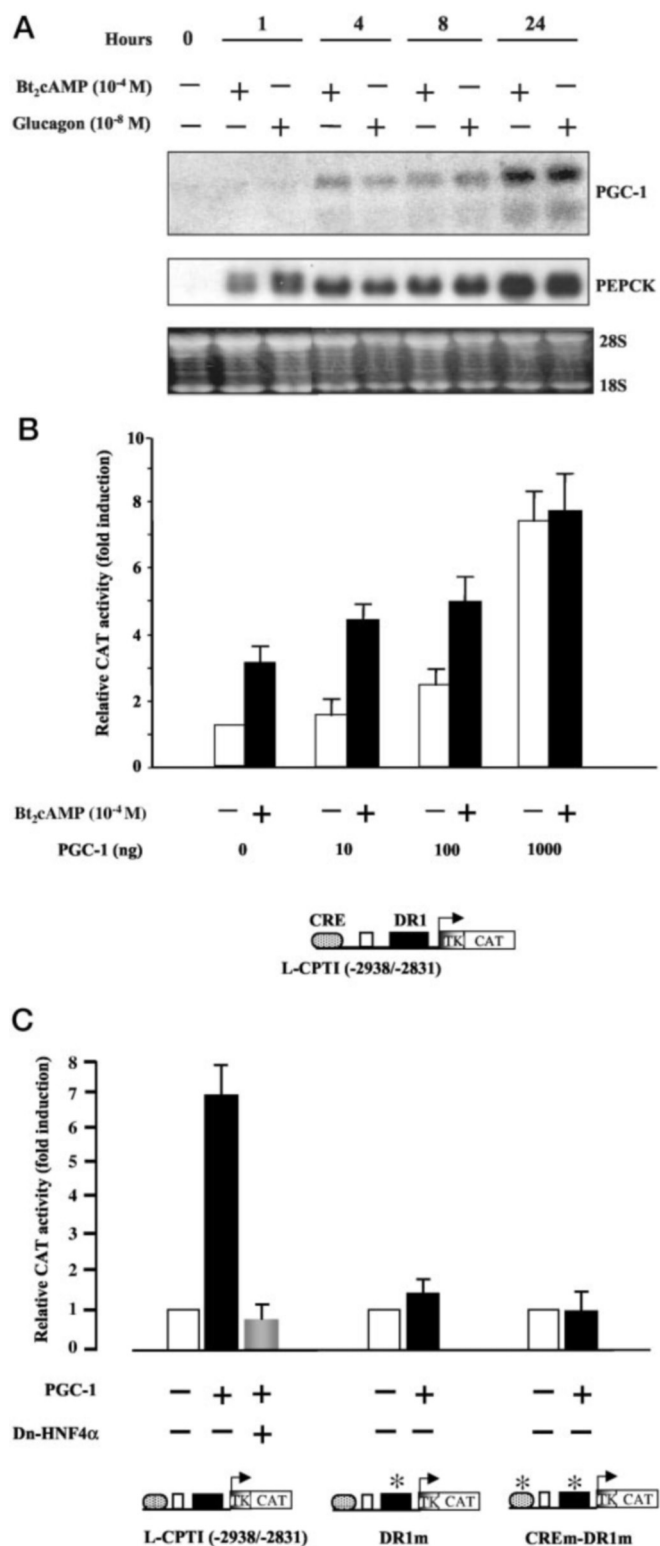 A
Hours 0 1 4 8 24
Bt₂cAMP (10⁻⁴ M) — + — + — + — + —
Glucagon (10⁻⁸ M) — — + — + — + — +
PGC-1
PEPCK
28S
18S
B
Relative CAT activity (fold induction)
10
8
6
4
2
0
Bt₂cAMP (10⁻⁴ M) — + — + — + — +
PGC-1 (ng) 0 10 100 1000
CRE DR1
TK CAT
L-CPTI (-2938/-2831)
C
Relative CAT activity (fold induction)
8
7
6
5
4
3
2
1
0
PGC-1 — + + — + — +
Dn-HNF4α — — + — — — —
* * *
TK CAT TK CAT TK CAT
L-CPTI (-2938/-2831) DR1m CREm-DR1m